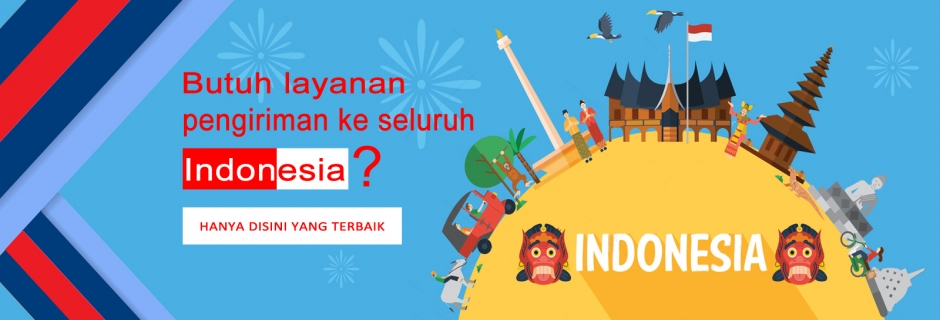 Butuh layanan
pengiriman ke seluruh
Indonesia?
HANYA DISINI YANG TERBAIK
INDONESIA